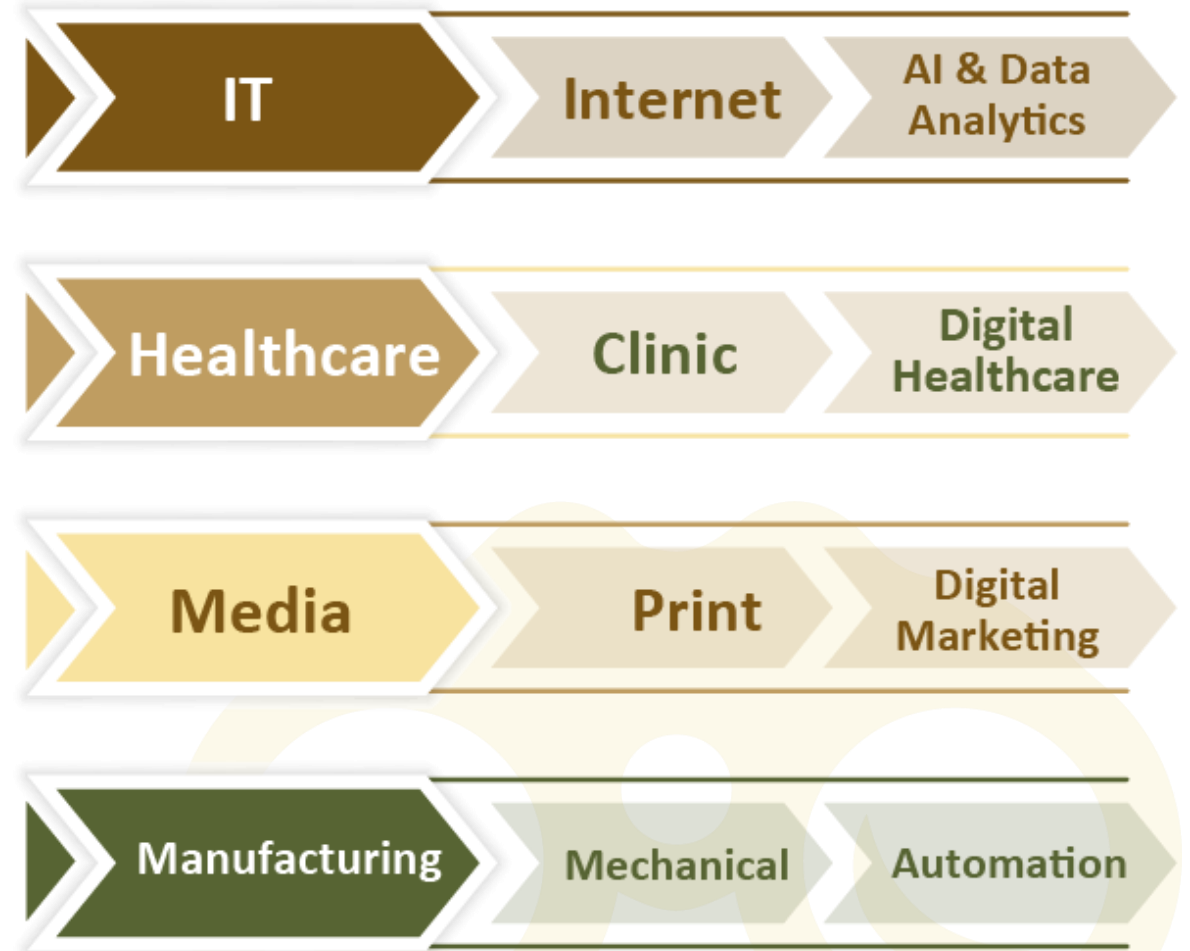 IT
Internet
AI & Data
Analytics
Healthcare
Clinic
Digital
Healthcare
Media
Print
Digital
Marketing
Manufacturing
Mechanical
Automation